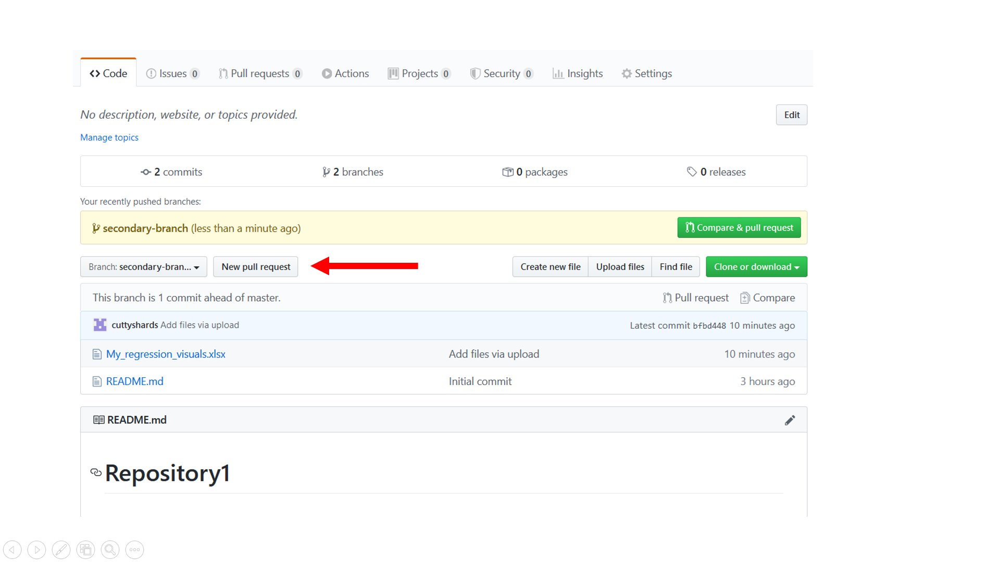 Code Issues 0 Pull requests 0 Actions Projects 0 Security 0 Insights Settings
No description, website, or topics provided. Edit
Manage topics
2 commits 2 branches 0 packages 0 releases
Your recently pushed branches:
secondary-branch (less than a minute ago) Compare & pull request
Branch: secondary-bran... New pull request Create new file Upload files Find file Clone or download
This branch is 1 commit ahead of master. Pull request Compare
cuttyshards Add files via upload Latest commit bfbd448 10 minutes ago
My_regression_visuals.xlsx Add files via upload 10 minutes ago
README.md Initial commit 3 hours ago
README.md
Repository1